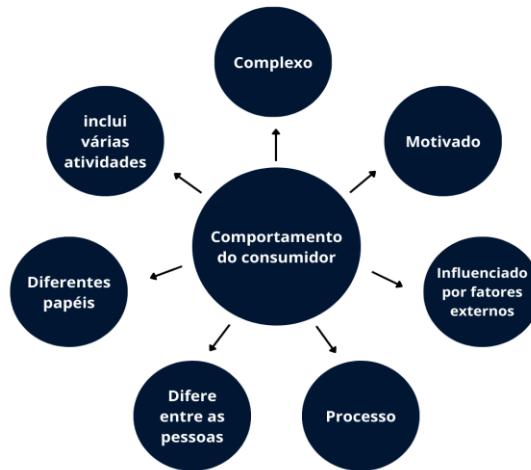 Complexo
inclui
várias
atividades
Motivado
Comportamento
do consumidor
Diferentes
papéis
Influenciado
por fatores
externos
Difere
entre as
pessoas
Processo